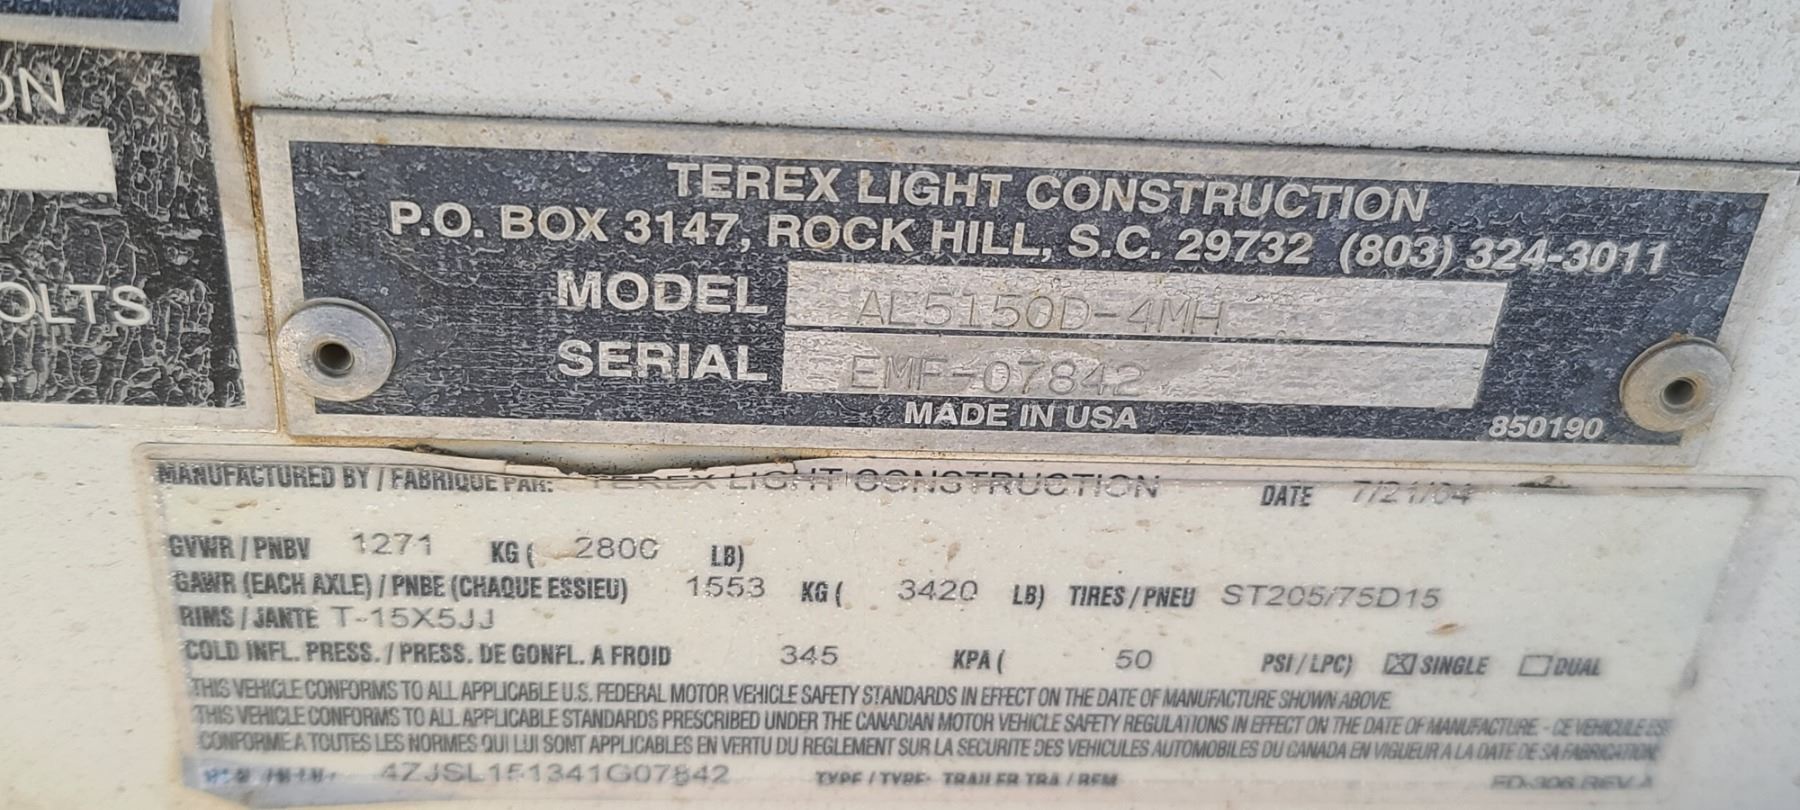 ON
OLTS
TEREX LIGHT CONSTRUCTION
P.O. BOX 3147, ROCK HILL, S.C. 29732 (803) 324-3011
MODEL AL5150D-4MH
SERIAL EMF-07842
MADE IN USA
850190
MANUFACTURED BY / FABRIQUE PAR: TEREX LIGHT CONSTRUCTION DATE 7/21/04
GVWR / PNBV 1271 KG ( 2800 LB)
GAWR (EACH AXLE) / PNBE (CHAQUE ESSIEU) 1553 KG ( 3420 LB) TIRES / PNEU ST205/75D15
RIMS / JANTE T-15X5JJ
COLD INFL. PRESS. / PRESS. DE GONFL. A FROID 345 KPA ( 50 PSI / LPC) ☒ SINGLE ☐ DUAL
THIS VEHICLE CONFORMS TO ALL APPLICABLE U.S. FEDERAL MOTOR VEHICLE SAFETY STANDARDS IN EFFECT ON THE DATE OF MANUFACTURE SHOWN ABOVE.
THIS VEHICLE CONFORMS TO ALL APPLICABLE STANDARDS PRESCRIBED UNDER THE CANADIAN MOTOR VEHICLE SAFETY REGULATIONS IN EFFECT ON THE DATE OF MANUFACTURE. - CE VEHICULE EST
CONFORME A TOUTES LES NORMES QUI LUI SONT APPLICABLES EN VERTU DU REGLEMENT SUR LA SECURITE DES VEHICULES AUTOMOBILES DU CANADA EN VIGUEUR A LA DATE DE SA FABRICATION
4ZJSL151341G07842 TYPE / TYPE: TRAILER TRA / REM ED-306 REV A